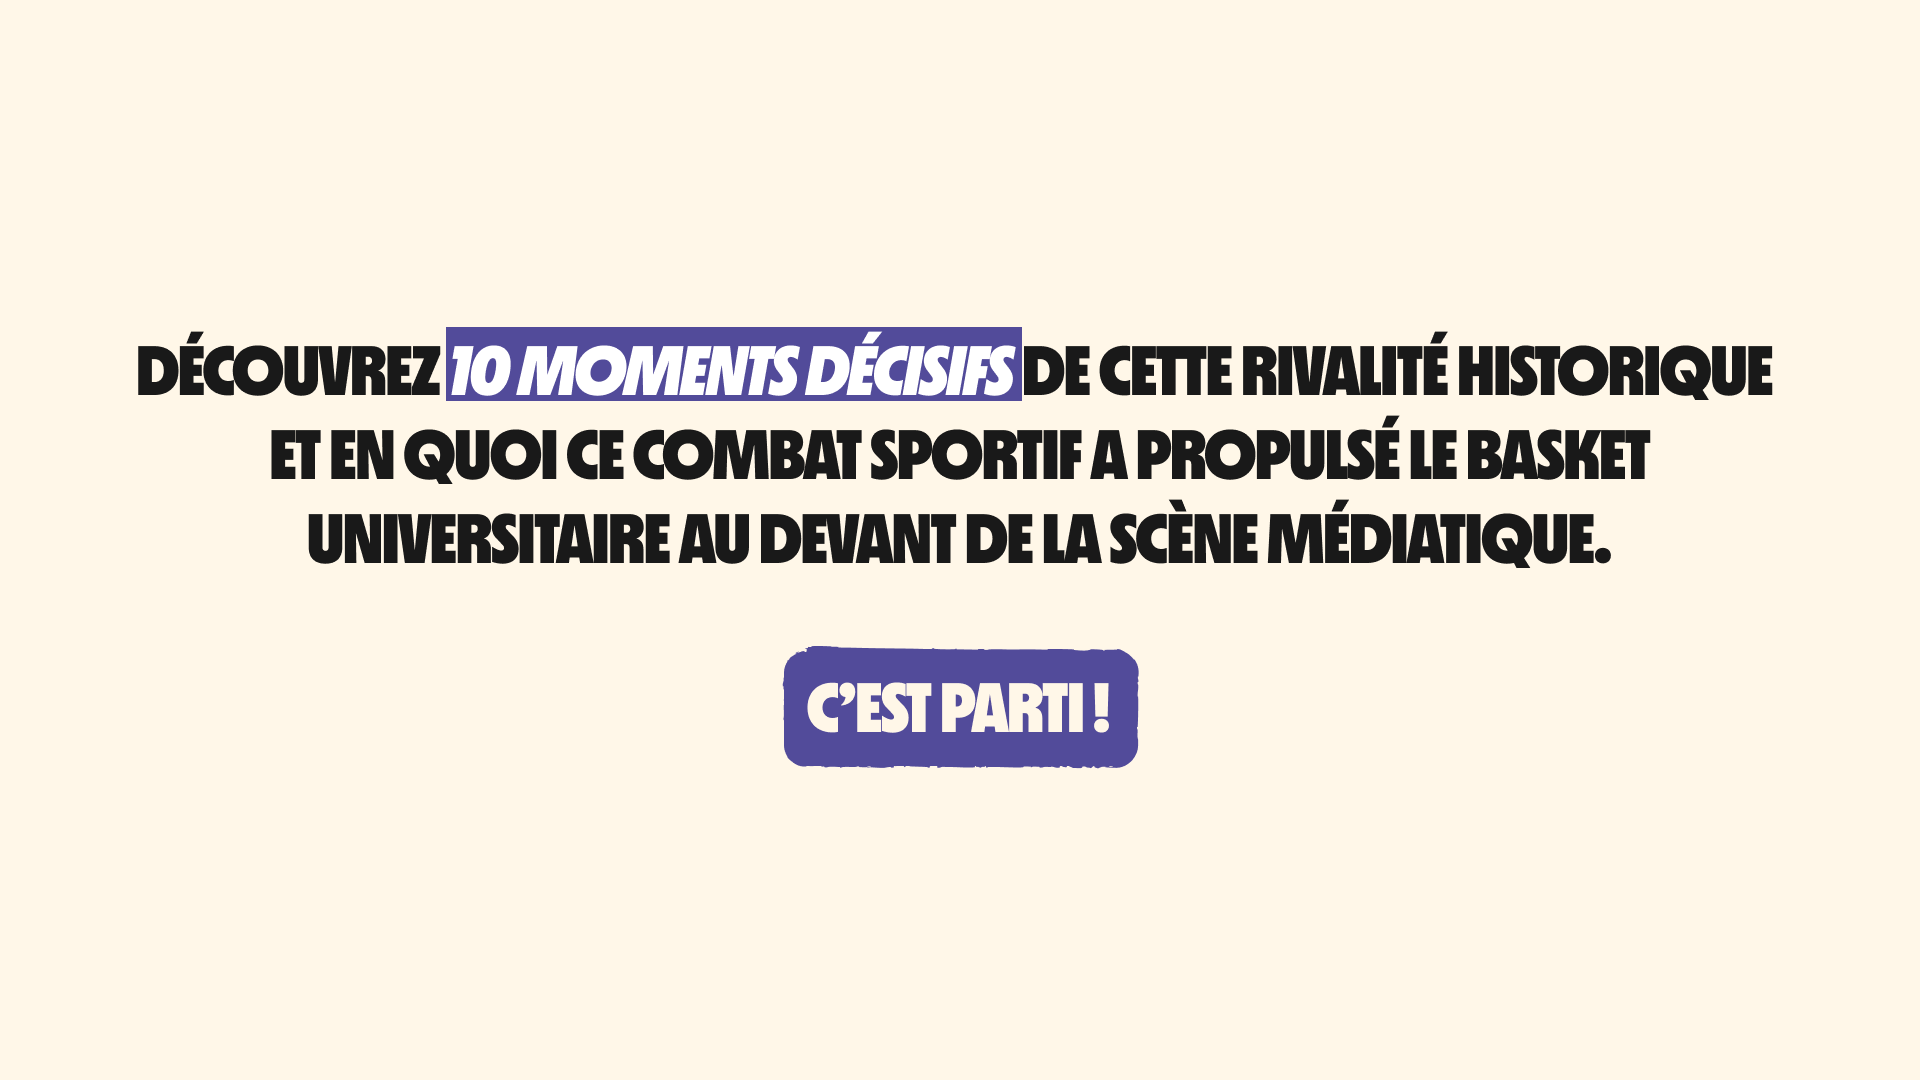 DÉCOUVREZ 10 MOMENTS DÉCISIFS DE CETTE RIVALITÉ HISTORIQUE
ET EN QUOI CE COMBAT SPORTIF A PROPULSÉ LE BASKET
UNIVERSITAIRE AU DEVANT DE LA SCÈNE MÉDIATIQUE.
C’EST PARTI !